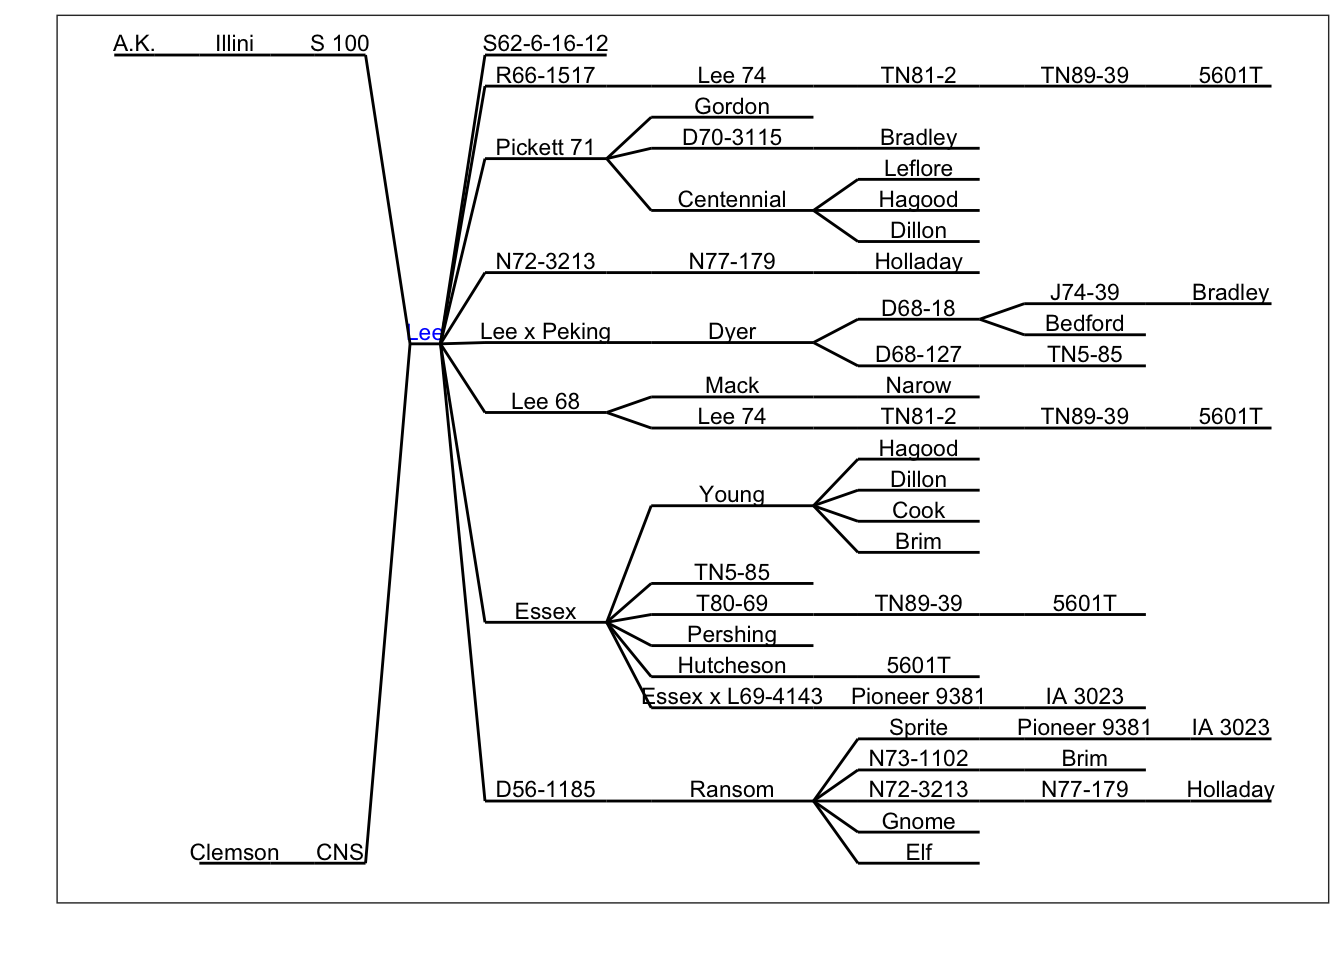 A.K. Illini S 100 S62-6-16-12
R66-1517 Lee 74 TN81-2 TN89-39 5601T
Gordon
D70-3115 Bradley
Pickett 71
Leflore
Centennial Hagood
Dillon
N72-3213 N77-179 Holladay
J74-39 Bradley
D68-18
Bedford
Lee Lee x Peking Dyer
D68-127 TN5-85
Mack Narow
Lee 68
Lee 74 TN81-2 TN89-39 5601T
Hagood
Dillon
Young
Cook
Brim
TN5-85
T80-69 TN89-39 5601T
Essex
Pershing
Hutcheson 5601T
Essex x L69-4143 Pioneer 9381 IA 3023
Sprite Pioneer 9381 IA 3023
N73-1102 Brim
D56-1185 Ransom N72-3213 N77-179 Holladay
Gnome
Clemson CNS Elf